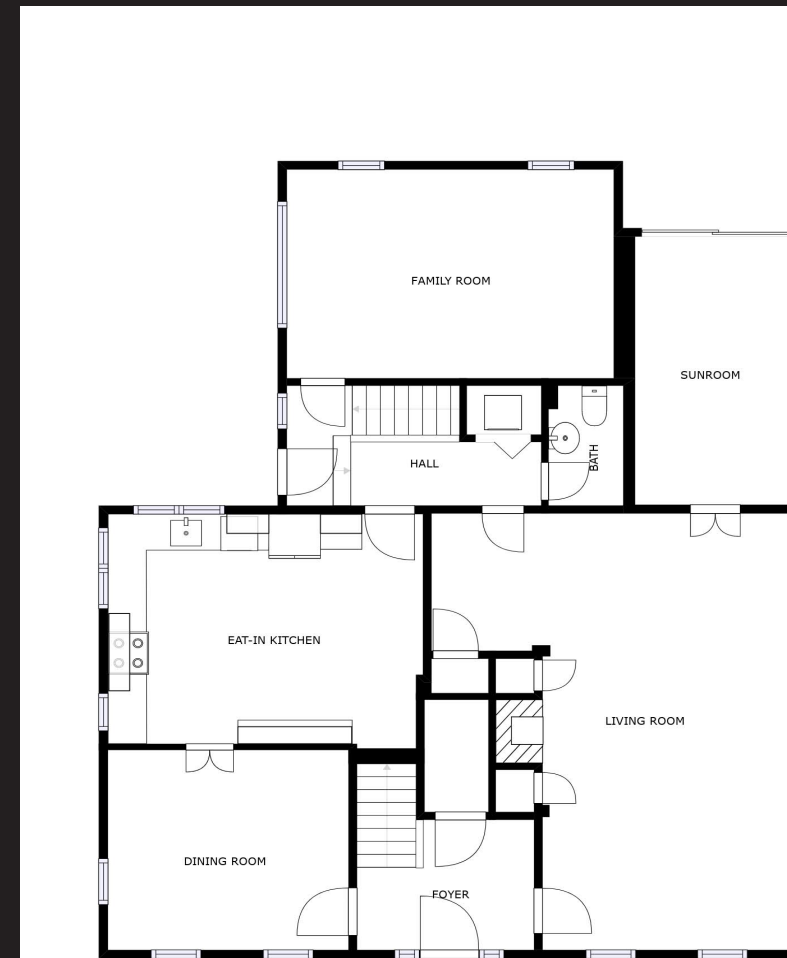 FAMILY ROOM
SUNROOM
HALL
BATH
EAT-IN KITCHEN
LIVING ROOM
DINING ROOM
FOYER